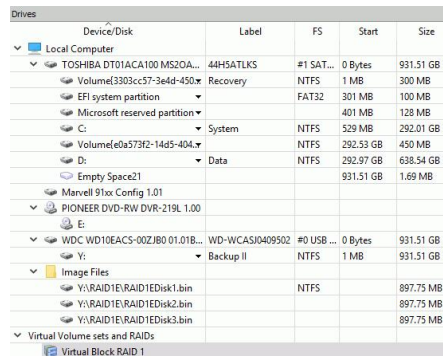 Drives
Device/Disk Label FS Start Size
Local Computer
TOSHIBA DT01ACA100 MS2OA... 44H5ATLKS #1 SAT... 0 Bytes 931.51 GB
Volume{3303cc57-3e4d-450... Recovery NTFS 1 MB 300 MB
EFI system partition FAT32 301 MB 100 MB
Microsoft reserved partition 401 MB 128 MB
C: System NTFS 529 MB 292.01 GB
Volume{e0a573f2-14d5-404... NTFS 292.53 GB 450 MB
D: Data NTFS 292.97 GB 638.54 GB
Empty Space21 931.51 GB 1.69 MB
Marvell 91xx Config 1.01
PIONEER DVD-RW DVR-219L 1.00
E:
WDC WD10EACS-00ZJB0 01.01B... WD-WCASJ0409502 #0 USB ... 0 Bytes 931.51 GB
Y: Backup II NTFS 1 MB 931.51 GB
Image Files
Y:\RAID1E\RAID1EDisk1.bin NTFS 897.75 MB
Y:\RAID1E\RAID1EDisk2.bin 897.75 MB
Y:\RAID1E\RAID1EDisk3.bin 897.75 MB
Virtual Volume sets and RAIDs
Virtual Block RAID 1